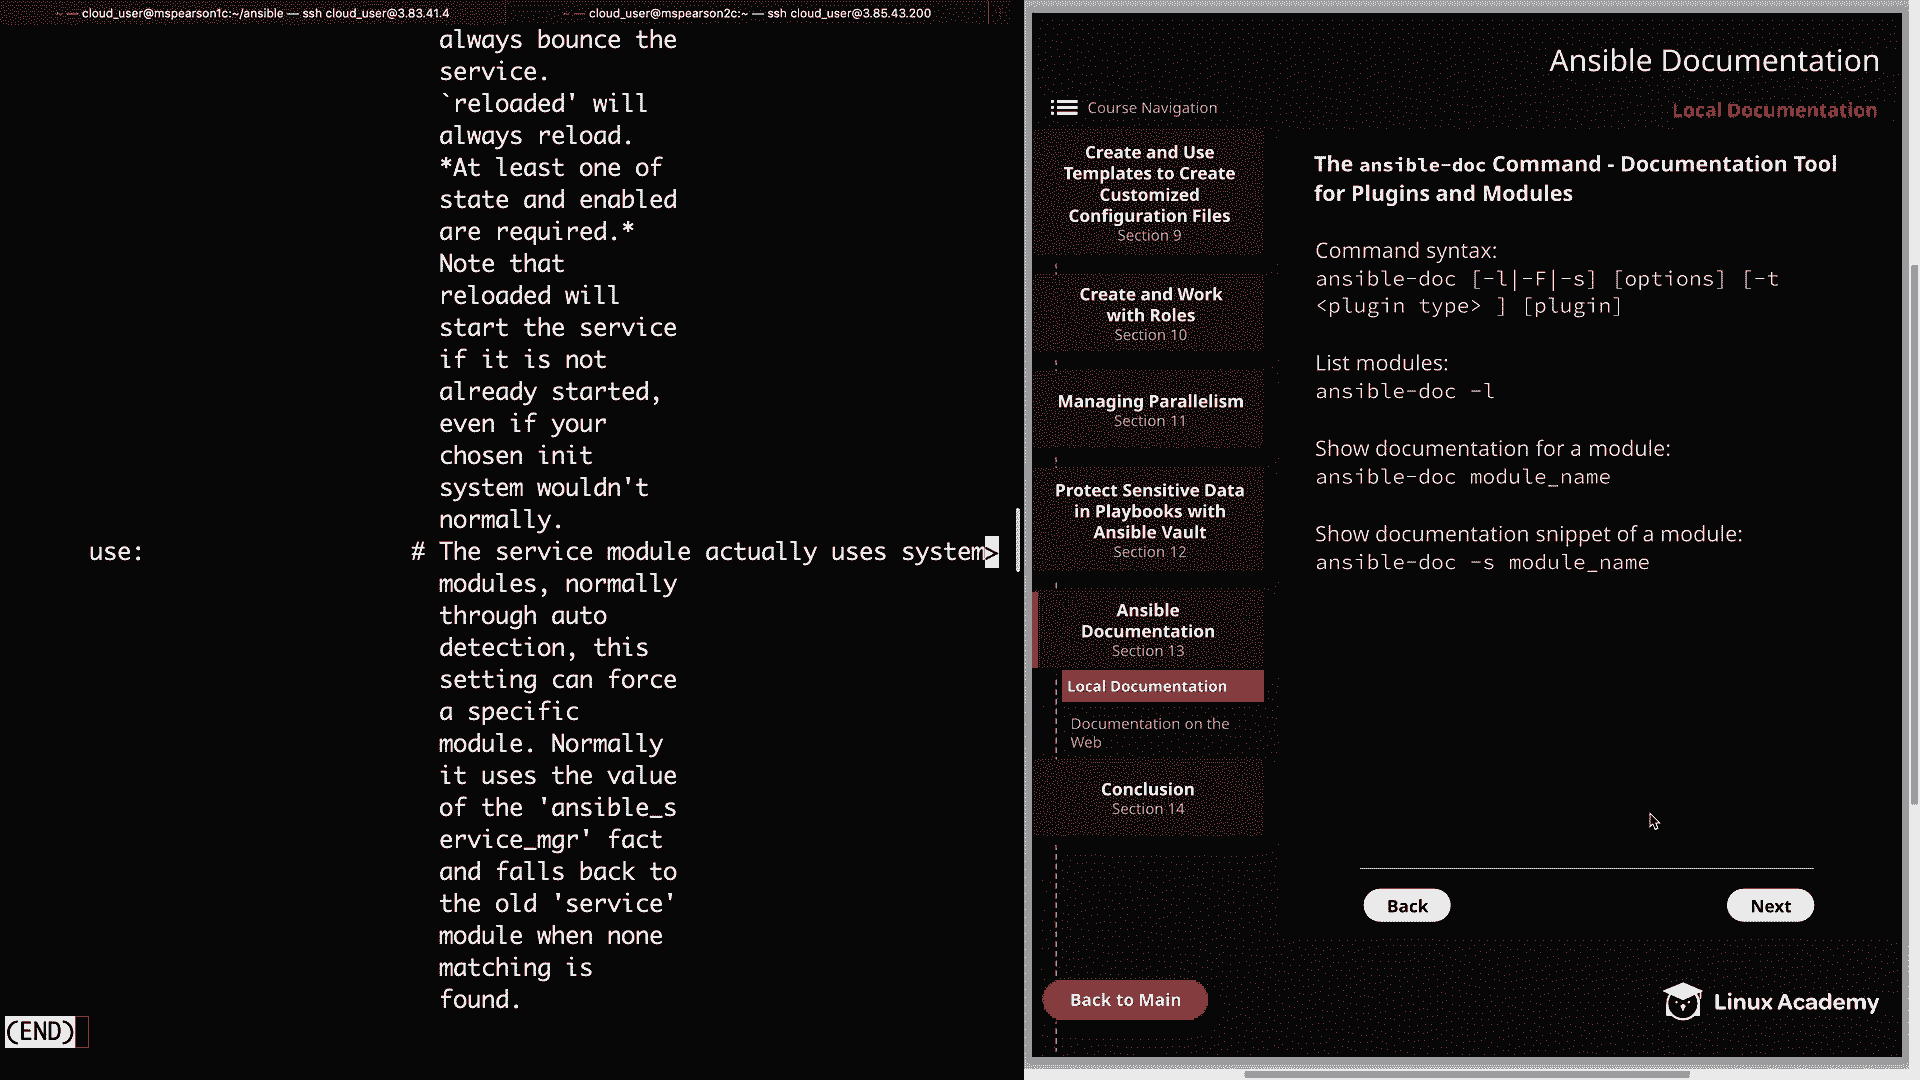 cloud_user@mspearson1c:~/ansible — ssh cloud_user@3.83.41.4
cloud_user@mspearson2c:~ — ssh cloud_user@3.85.43.200
always bounce the
service.
`reloaded' will
always reload.
*At least one of
state and enabled
are required.*
Note that
reloaded will
start the service
if it is not
already started,
even if your
chosen init
system wouldn't
normally.
use: # The service module actually uses system>
modules, normally
through auto
detection, this
setting can force
a specific
module. Normally
it uses the value
of the 'ansible_s
ervice_mgr' fact
and falls back to
the old 'service'
module when none
matching is
found.
(END)
Ansible Documentation
Course Navigation
Local Documentation
Create and Use
Templates to Create
Customized
Configuration Files
Section 9
Create and Work
with Roles
Section 10
Managing Parallelism
Section 11
Protect Sensitive Data
in Playbooks with
Ansible Vault
Section 12
Ansible
Documentation
Section 13
Local Documentation
Documentation on the
Web
Conclusion
Section 14
Back to Main
The ansible-doc Command - Documentation Tool
for Plugins and Modules
Command syntax:
ansible-doc [-l|-F|-s] [options] [-t
<plugin type> ] [plugin]
List modules:
ansible-doc -l
Show documentation for a module:
ansible-doc module_name
Show documentation snippet of a module:
ansible-doc -s module_name
Back
Next
Linux Academy